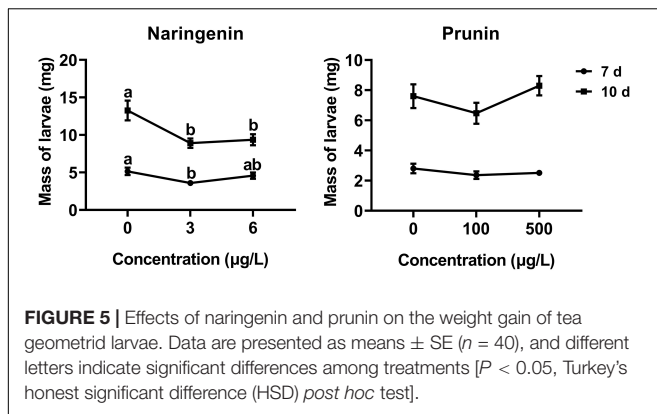 Naringenin
Mass of larvae (mg)
20
15
10
5
0
a
b
b
a
b
ab
0 3 6
Concentration (µg/L)
Prunin
Mass of larvae (mg)
10
8
6
4
2
0
0 100 500
Concentration (µg/L)
7 d
10 d
FIGURE 5 | Effects of naringenin and prunin on the weight gain of tea
geometrid larvae. Data are presented as means ± SE (n = 40), and different
letters indicate significant differences among treatments [P < 0.05, Turkey's
honest significant difference (HSD) post hoc test].